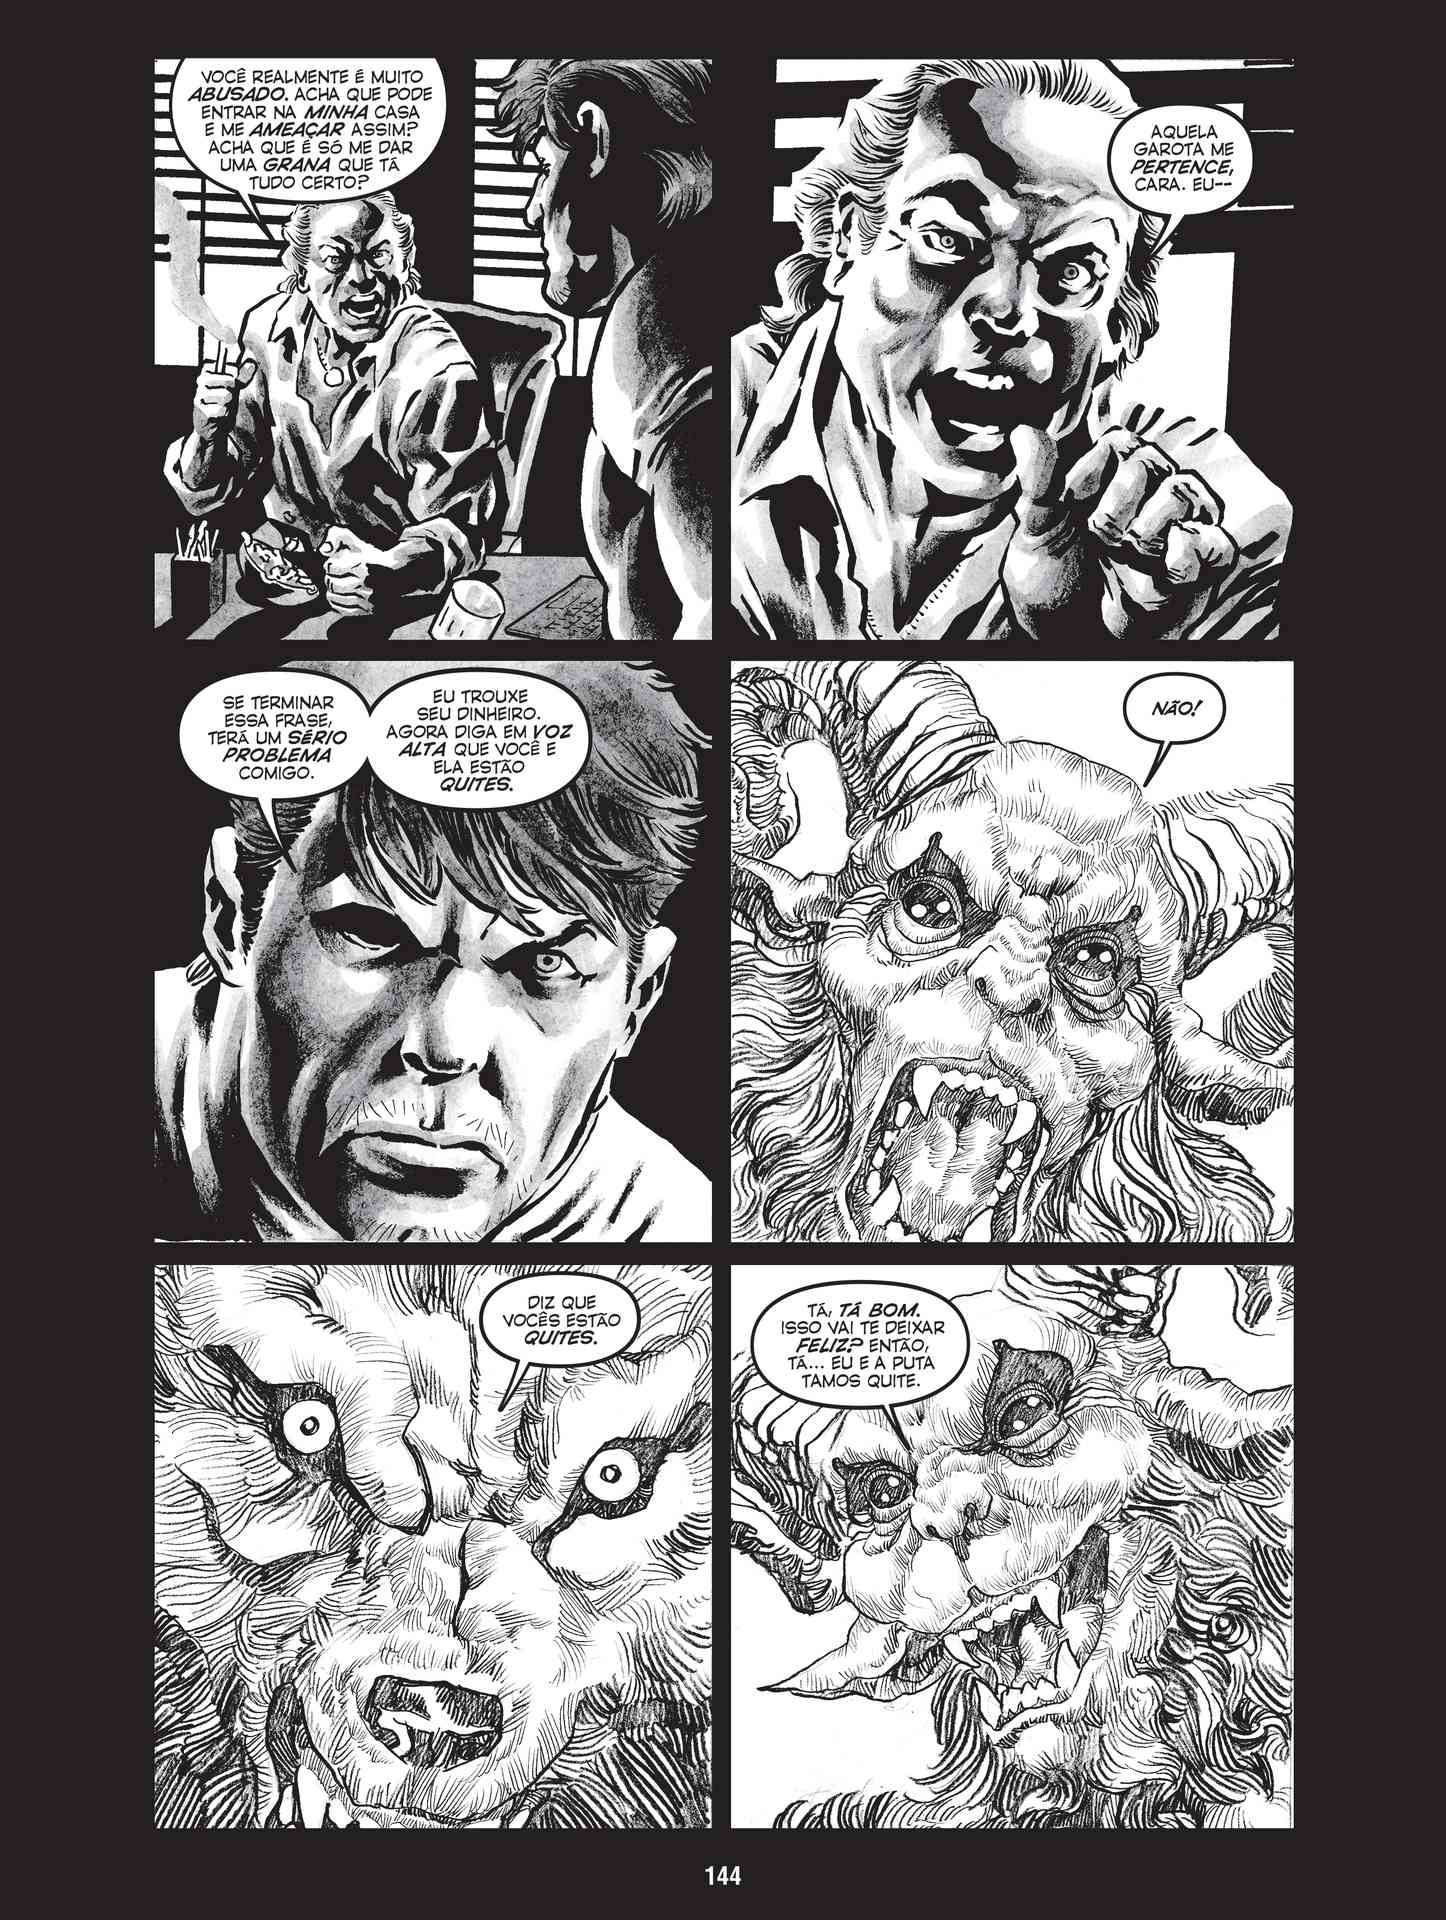 VOCÊ REALMENTE É MUITO
ABUSADO. ACHA QUE PODE
ENTRAR NA MINHA CASA
E ME AMEAÇAR ASSIM?
ACHA QUE É SÓ ME DAR
UMA GRANA QUE TÁ
TUDO CERTO?
AQUELA
GAROTA ME
PERTENCE,
CARA. EU--
SE TERMINAR
ESSA FRASE,
TERÁ UM SÉRIO
PROBLEMA
COMIGO.
EU TROUXE
SEU DINHEIRO.
AGORA DIGA EM VOZ
ALTA QUE VOCÊ E
ELA ESTÃO
QUITES.
NÃO!
DIZ QUE
VOCÊS ESTÃO
QUITES.
TÁ, TÁ BOM.
ISSO VAI TE DEIXAR
FELIZ? ENTÃO,
TÁ... EU E A PUTA
TAMOS QUITE.
144